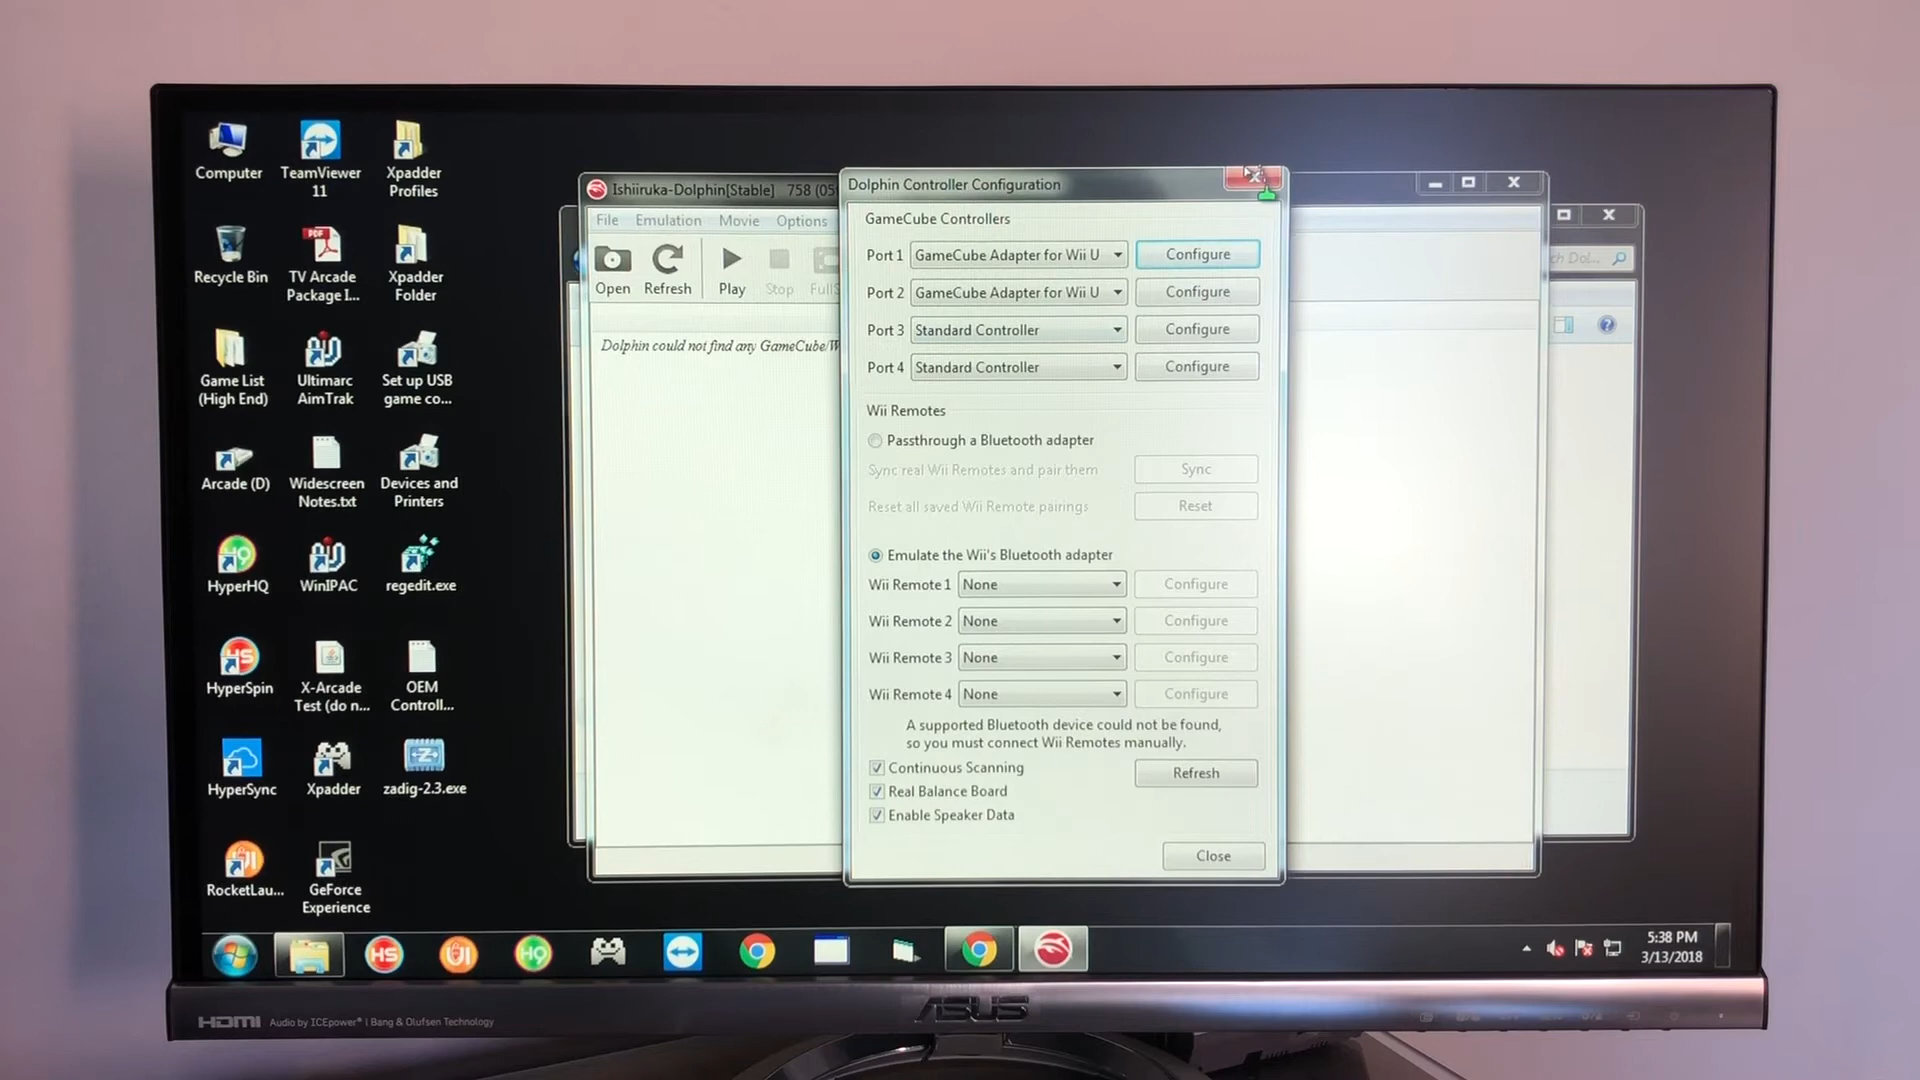 Computer
TeamViewer
11
Xpadder
Profiles
Recycle Bin
PDF
TV Arcade
Package I...
Xpadder
Folder
Game List
(High End)
Ultimarc
AimTrak
Set up USB
game co...
Arcade (D)
Widescreen
Notes.txt
Devices and
Printers
HQ
HyperHQ
WinIPAC
regedit.exe
HS
HyperSpin
X-Arcade
Test (do n...
OEM
Controll...
HyperSync
Xpadder
zadig-2.3.exe
RocketLau...
GeForce
Experience
Ishiiruka-Dolphin[Stable] 758 (05
File Emulation Movie Options
Open Refresh Play Stop
Dolphin could not find any GameCube/W
Dolphin Controller Configuration
GameCube Controllers
Port 1 GameCube Adapter for Wii U Configure
Port 2 GameCube Adapter for Wii U Configure
Port 3 Standard Controller Configure
Port 4 Standard Controller Configure
Wii Remotes
Passthrough a Bluetooth adapter
Sync real Wii Remotes and pair them Sync
Reset all saved Wii Remote pairings Reset
Emulate the Wii's Bluetooth adapter
Wii Remote 1 None Configure
Wii Remote 2 None Configure
Wii Remote 3 None Configure
Wii Remote 4 None Configure
A supported Bluetooth device could not be found,
so you must connect Wii Remotes manually.
Continuous Scanning Refresh
Real Balance Board
Enable Speaker Data
Close
ch Dol...
HS
UI
HQ
5:38 PM
3/13/2018
HDMI Audio by ICEpower® | Bang & Olufsen Technology
ASUS